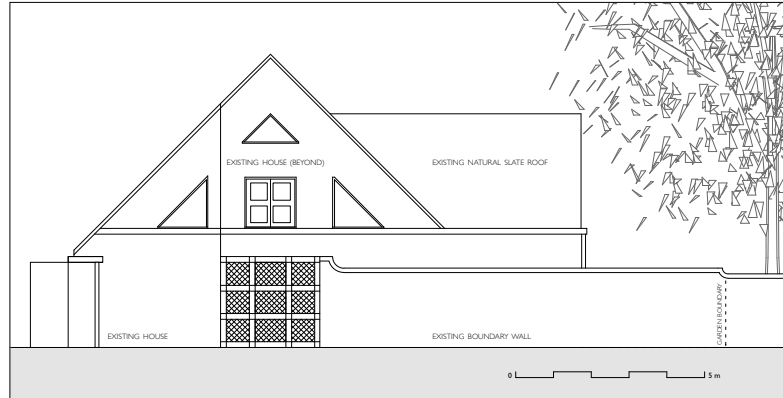 EXISTING HOUSE (BEYOND)
EXISTING NATURAL SLATE ROOF
EXISTING HOUSE
EXISTING BOUNDARY WALL
GARDEN BOUNDARY
0
5 m